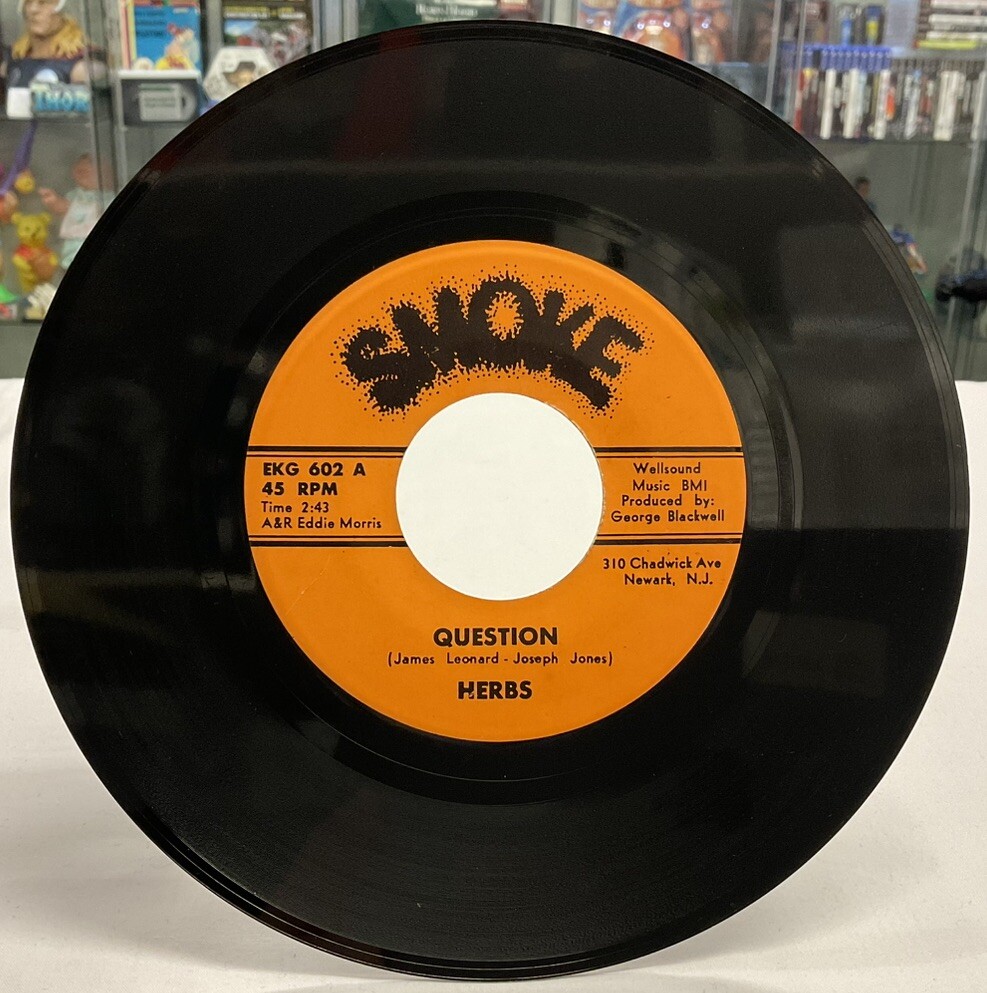 THOR
SMOKE
EKG 602 A
45 RPM
Time 2:43
A&R Eddie Morris
Wellsound
Music BMI
Produced by:
George Blackwell
310 Chadwick Ave
Newark, N.J.
QUESTION
(James Leonard - Joseph Jones)
HERBS